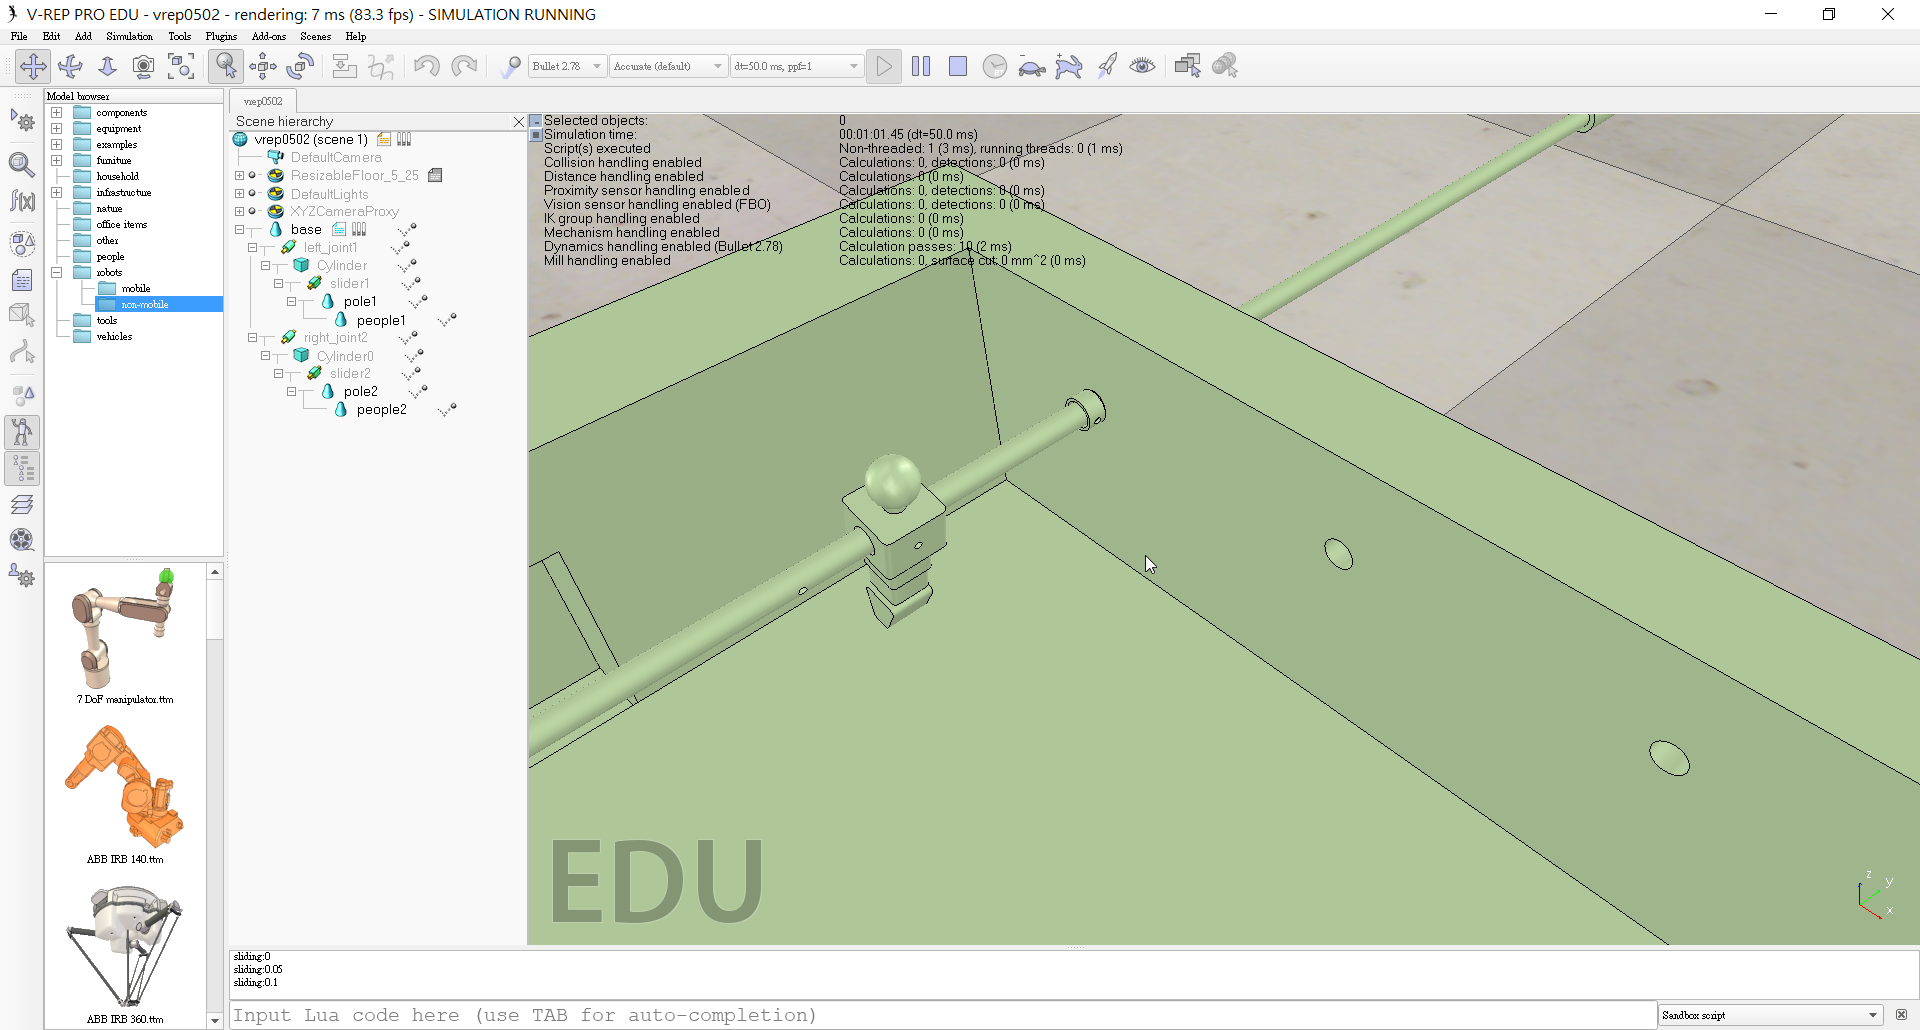 V-REP PRO EDU - vrep0502 - rendering: 7 ms (83.3 fps) - SIMULATION RUNNING
File Edit Add Simulation Tools Plugins Add-ons Scenes Help
Bullet 2.78 Accurate (default) dt=50.0 ms, ppf=1
Model browser
components
equipment
examples
furniture
household
infrastructure
nature
office items
other
people
robots
mobile
non-mobile
tools
vehicles
7 DoF manipulator.ttm
ABB IRB 140.ttm
ABB IRB 360.ttm
vrep0502
Scene hierarchy
vrep0502 (scene 1)
DefaultCamera
ResizableFloor_5_25
DefaultLights
XYZCameraProxy
base
left_joint1
Cylinder
slider1
pole1
people1
right_joint2
Cylinder0
slider2
pole2
people2
Selected objects: 0
Simulation time: 00:01:01.45 (dt=50.0 ms)
Script(s) executed Non-threaded: 1 (3 ms), running threads: 0 (1 ms)
Collision handling enabled Calculations: 0, detections: 0 (0 ms)
Distance handling enabled Calculations: 0 (0 ms)
Proximity sensor handling enabled Calculations: 0, detections: 0 (0 ms)
Vision sensor handling enabled (FBO) Calculations: 0, detections: 0 (0 ms)
IK group handling enabled Calculations: 0 (0 ms)
Mechanism handling enabled Calculations: 0 (0 ms)
Dynamics handling enabled (Bullet 2.78) Calculation passes: 10 (2 ms)
Mill handling enabled Calculations: 0, surface cut: 0 mm^2 (0 ms)
EDU
z
y
x
sliding:0
sliding:0.05
sliding:0.1
Input Lua code here (use TAB for auto-completion)
Sandbox script